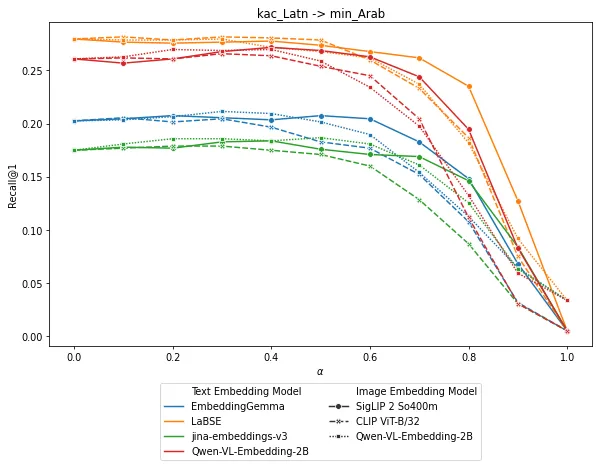 kac_Latn -> min_Arab
Recall@1
0.25
0.20
0.15
0.10
0.05
0.00
0.0 0.2 0.4 0.6 0.8 1.0
α
Text Embedding Model Image Embedding Model
EmbeddingGemma SigLIP 2 So400m
LaBSE CLIP ViT-B/32
jina-embeddings-v3 Qwen-VL-Embedding-2B
Qwen-VL-Embedding-2B